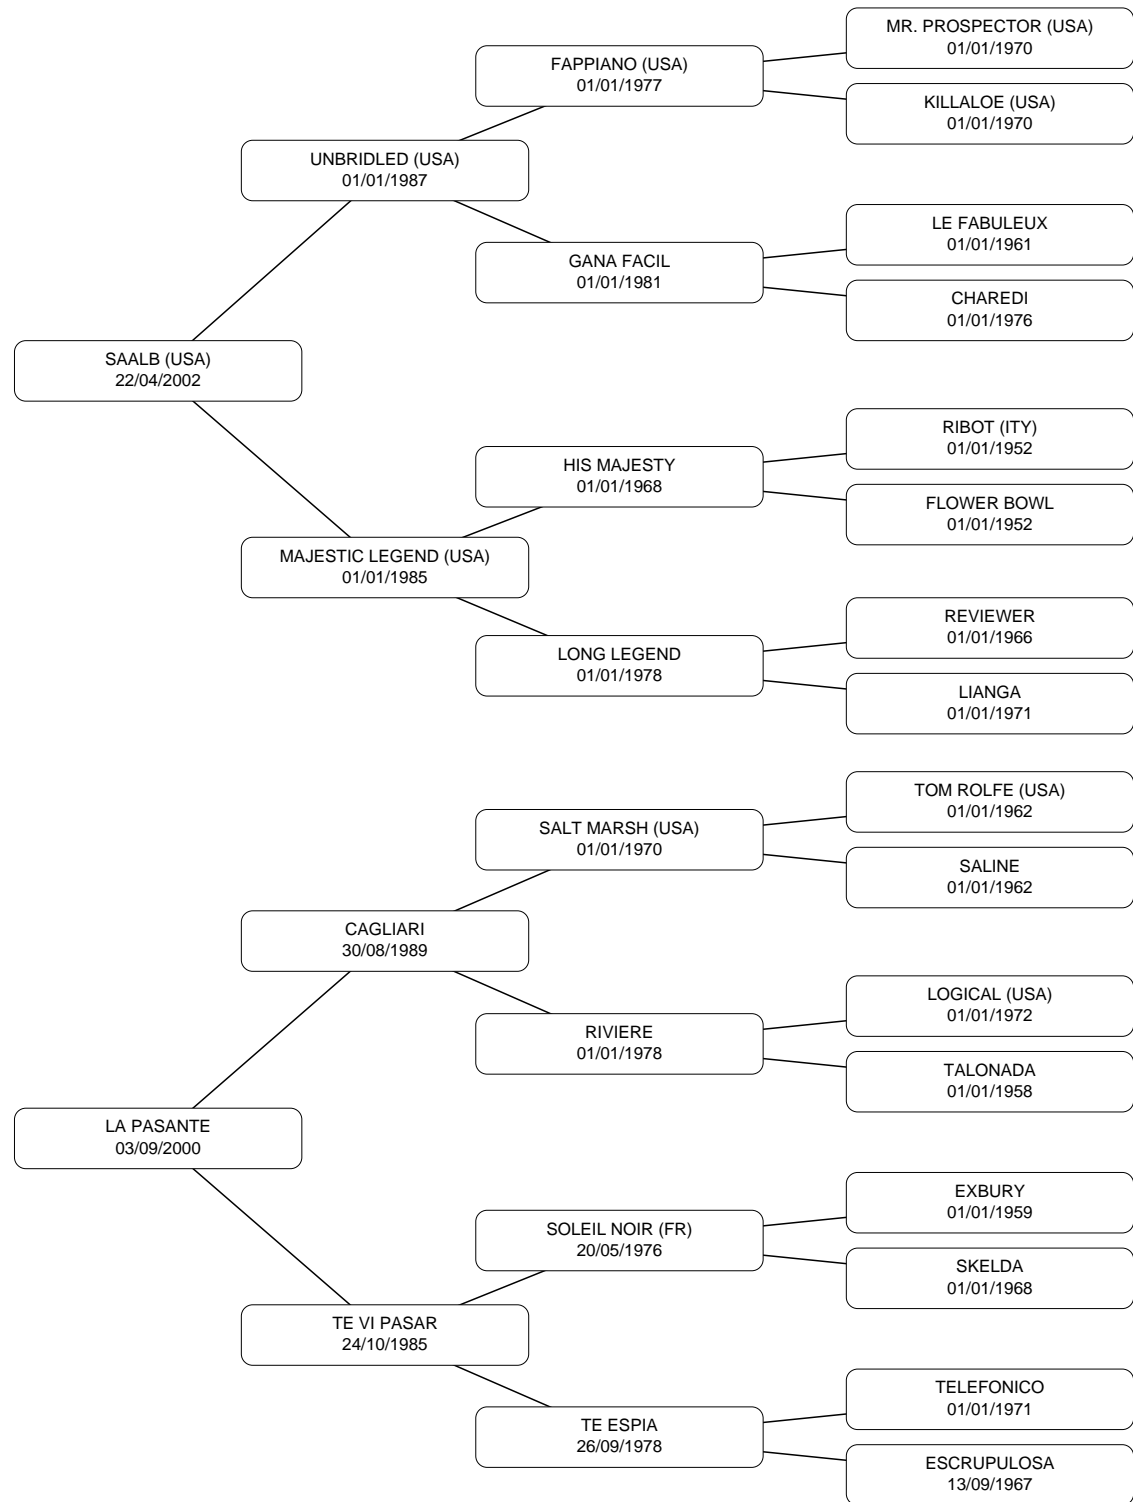 MR. PROSPECTOR (USA)
01/01/1970
FAPPIANO (USA)
01/01/1977
KILLALOE (USA)
01/01/1970
UNBRIDLED (USA)
01/01/1987
LE FABULEUX
01/01/1961
GANA FACIL
01/01/1981
CHAREDI
01/01/1976
SAALB (USA)
22/04/2002
RIBOT (ITY)
01/01/1952
HIS MAJESTY
01/01/1968
FLOWER BOWL
01/01/1952
MAJESTIC LEGEND (USA)
01/01/1985
REVIEWER
01/01/1966
LONG LEGEND
01/01/1978
LIANGA
01/01/1971
TOM ROLFE (USA)
01/01/1962
SALT MARSH (USA)
01/01/1970
SALINE
01/01/1962
CAGLIARI
30/08/1989
LOGICAL (USA)
01/01/1972
RIVIERE
01/01/1978
TALONADA
01/01/1958
LA PASANTE
03/09/2000
EXBURY
01/01/1959
SOLEIL NOIR (FR)
20/05/1976
SKELDA
01/01/1968
TE VI PASAR
24/10/1985
TELEFONICO
01/01/1971
TE ESPIA
26/09/1978
ESCRUPULOSA
13/09/1967